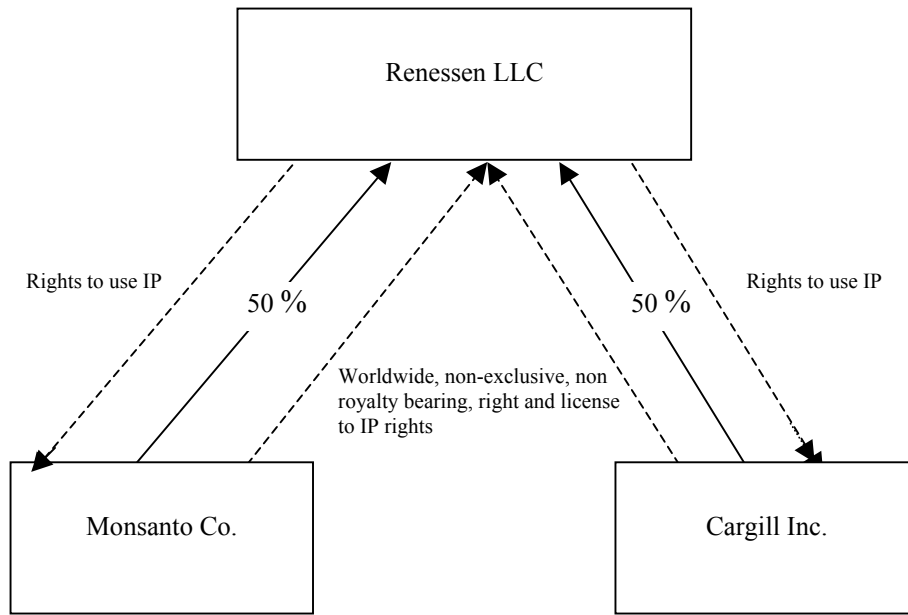 Renessen LLC
Rights to use IP
Rights to use IP
50 %
50 %
Worldwide, non-exclusive, non
royalty bearing, right and license
to IP rights
Monsanto Co.
Cargill Inc.